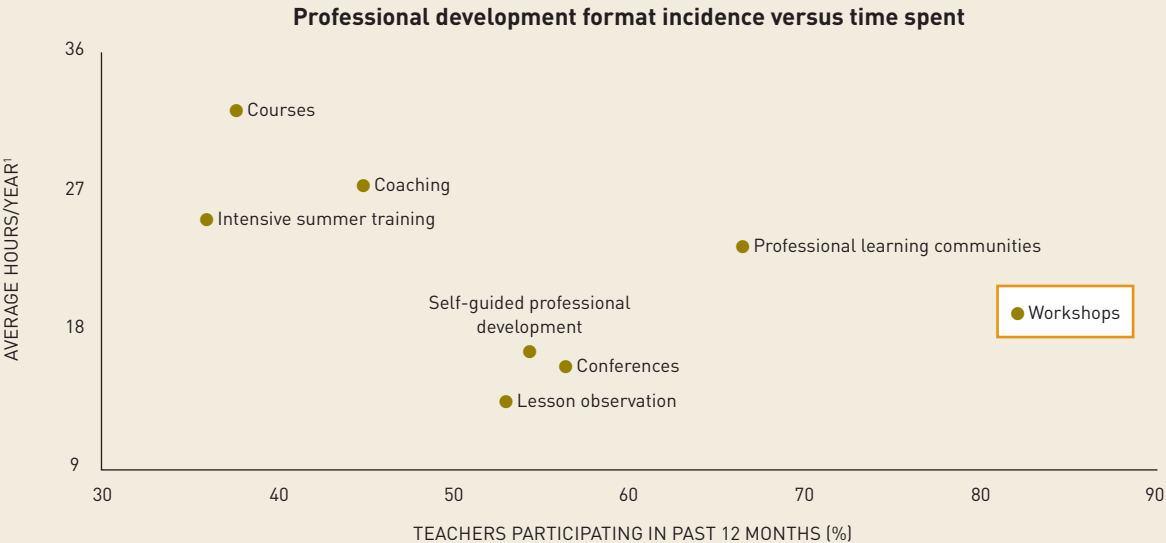 Professional development format incidence versus time spent
36
27
18
9
AVERAGE HOURS/YEAR¹
Courses
Coaching
Intensive summer training
Professional learning communities
Self-guided professional
development
Workshops
Conferences
Lesson observation
30 40 50 60 70 80 90
TEACHERS PARTICIPATING IN PAST 12 MONTHS (%)